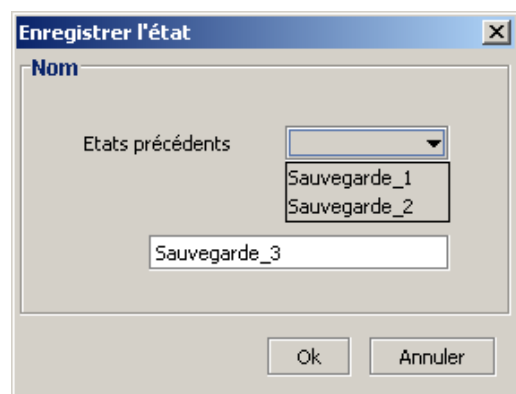 Enregistrer l'état
Nom
Etats précédents
Sauvegarde_1
Sauvegarde_2
Sauvegarde_3
Ok Annuler